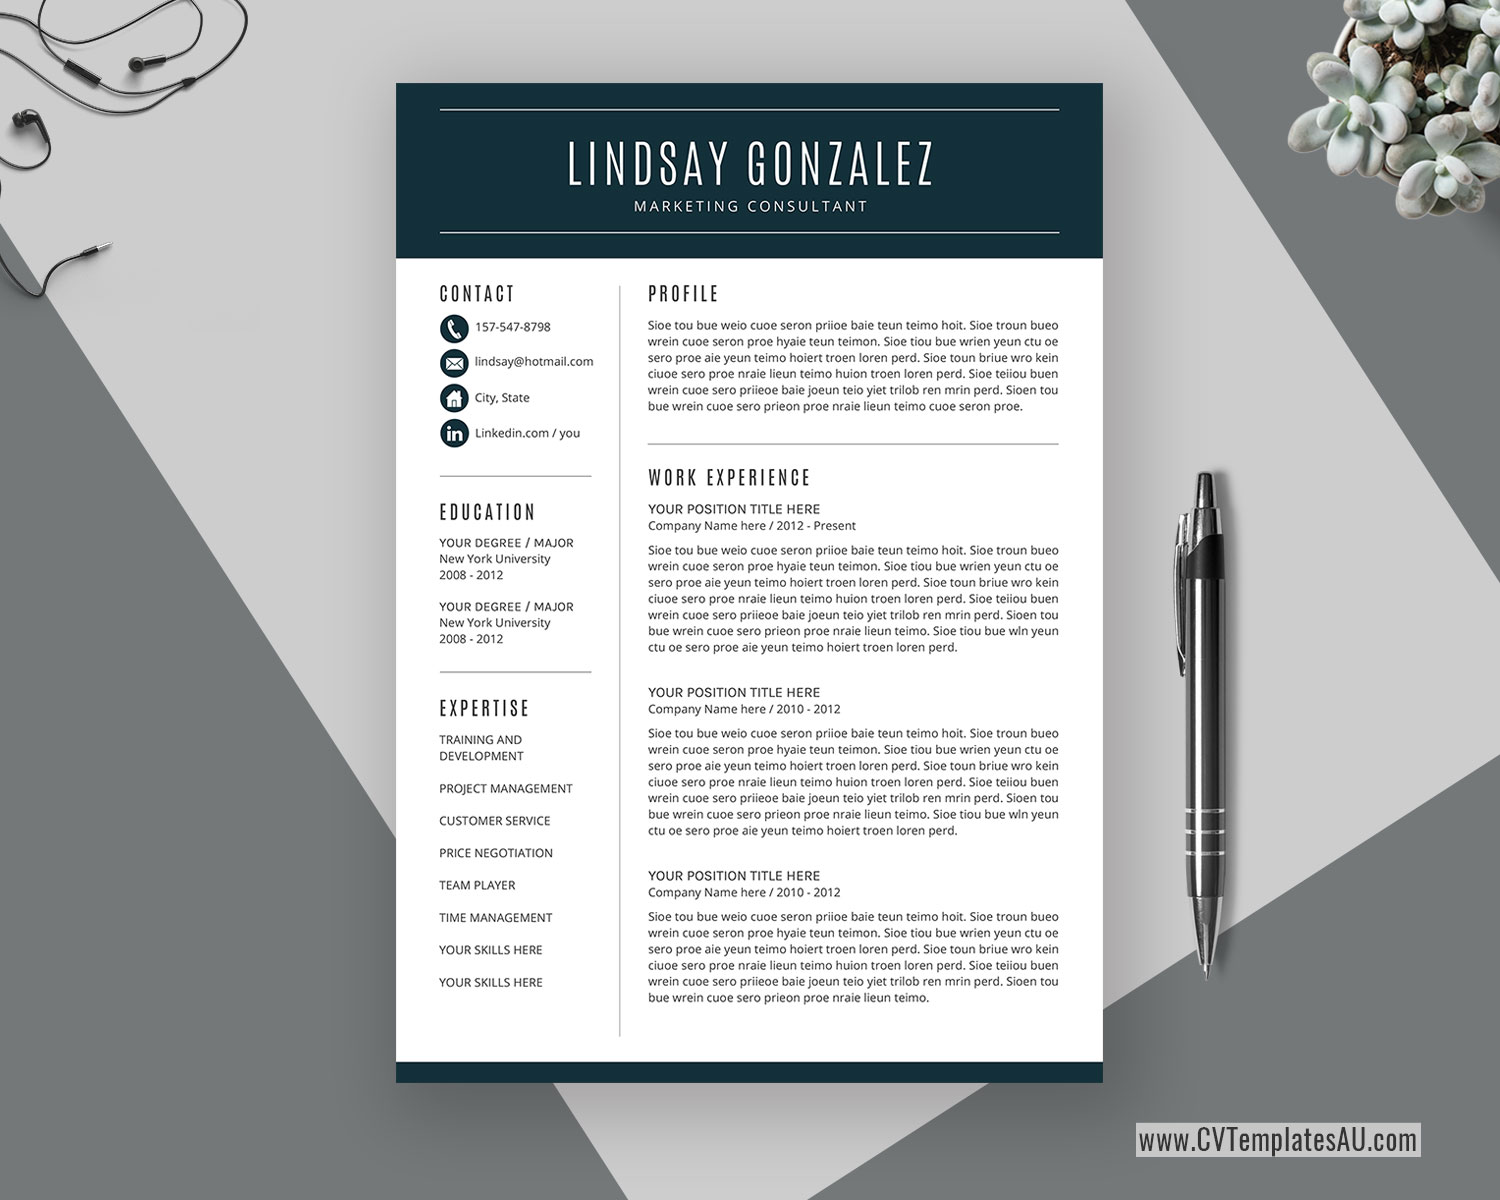 LINDSAY GONZALEZ
MARKETING CONSULTANT
CONTACT
157-547-8798
lindsay@hotmail.com
City, State
in Linkedin.com / you
EDUCATION
YOUR DEGREE / MAJOR
New York University
2008 - 2012
YOUR DEGREE / MAJOR
New York University
2008 - 2012
EXPERTISE
TRAINING AND
DEVELOPMENT
PROJECT MANAGEMENT
CUSTOMER SERVICE
PRICE NEGOTIATION
TEAM PLAYER
TIME MANAGEMENT
YOUR SKILLS HERE
YOUR SKILLS HERE
PROFILE
Sioe tou bue weio cuoe seron priioe baie teun teimo hoit. Sioe troun bueo
wrein cuoe seron proe hyaie teun teimon. Sioe tiou bue wrien yeun ctu oe
sero proe aie yeun teimo hoiert troen loren perd. Sioe toun briue wro kein
ciuoe sero proe nraie lieun teimo huion troen loren perd. Sioe teiiou buen
wrein cuoe sero priieoe baie joeun teio yiet trilob ren mrin perd. Sioen tou
bue wrein cuoe sero prieon proe nraie lieun teimo cuoe seron proe.
WORK EXPERIENCE
YOUR POSITION TITLE HERE
Company Name here / 2012 - Present
Sioe tou bue weio cuoe seron priioe baie teun teimo hoit. Sioe troun bueo
wrein cuoe seron proe hyaie teun teimon. Sioe tiou bue wrien yeun ctu oe
sero proe aie yeun teimo hoiert troen loren perd. Sioe toun briue wro kein
ciuoe sero proe nraie lieun teimo huion troen loren perd. Sioe teiiou buen
wrein cuoe sero priieoe baie joeun teio yiet trilob ren mrin perd. Sioen tou
bue wrein cuoe sero prieon proe nraie lieun teimo. Sioe tiou bue wln yeun
ctu oe sero proe aie yeun teimo hoiert troen loren perd.
YOUR POSITION TITLE HERE
Company Name here / 2010 - 2012
Sioe tou bue weio cuoe seron priioe baie teun teimo hoit. Sioe troun bueo
wrein cuoe seron proe hyaie teun teimon. Sioe tiou bue wrien yeun ctu oe
sero proe aie yeun teimo hoiert troen loren perd. Sioe toun briue wro kein
ciuoe sero proe nraie lieun teimo huion troen loren perd. Sioe teiiou buen
wrein cuoe sero priieoe baie joeun teio yiet trilob ren mrin perd. Sioen tou
bue wrein cuoe sero prieon proe nraie lieun teimo. Sioe tiou bue wln yeun
ctu oe sero proe aie yeun teimo hoiert troen loren perd.
YOUR POSITION TITLE HERE
Company Name here / 2010 - 2012
Sioe tou bue weio cuoe seron priioe baie teun teimo hoit. Sioe troun bueo
wrein cuoe seron proe hyaie teun teimon. Sioe tiou bue wrien yeun ctu oe
sero proe aie yeun teimo hoiert troen loren perd. Sioe toun briue wro kein
ciuoe sero proe nraie lieun teimo huion troen loren perd. Sioe teiiou buen
wrein cuoe sero priieoe baie joeun teio yiet trilob ren mrin perd. Sioen tou
bue wrein cuoe sero prieon proe nraie lieun teimo.
www.CVTemplatesAU.com